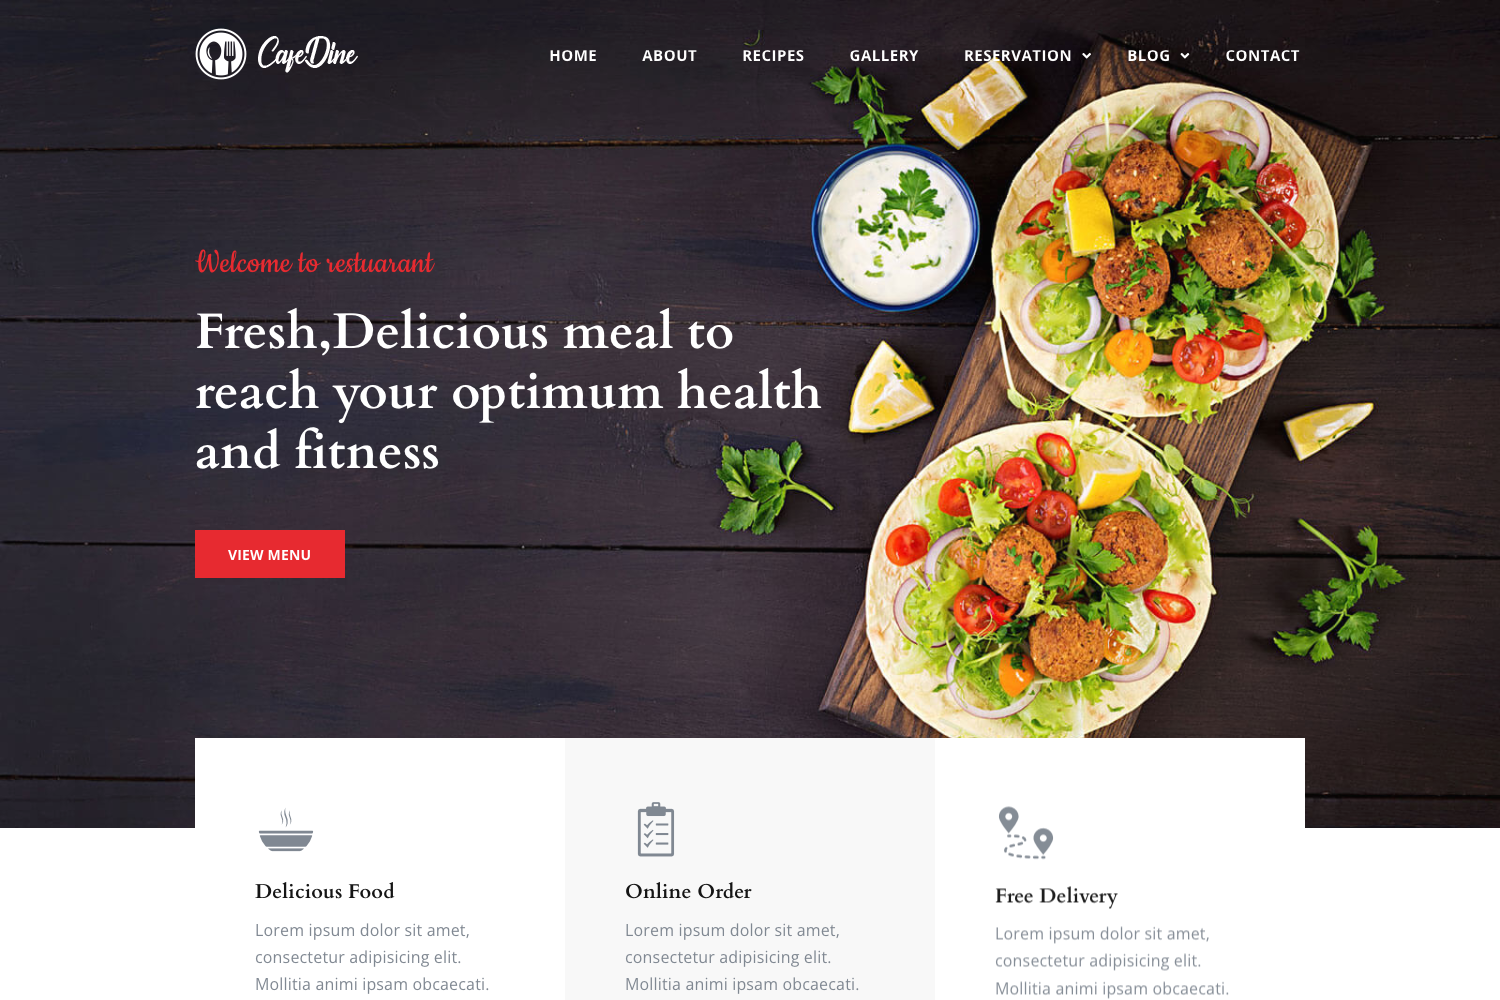 CafeDine
HOME ABOUT RECIPES GALLERY RESERVATION BLOG CONTACT
Welcome to restuarant
Fresh,Delicious meal to
reach your optimum health
and fitness
VIEW MENU
Delicious Food
Lorem ipsum dolor sit amet,
consectetur adipisicing elit.
Mollitia animi ipsam obcaecati.
Online Order
Lorem ipsum dolor sit amet,
consectetur adipisicing elit.
Mollitia animi ipsam obcaecati.
Free Delivery
Lorem ipsum dolor sit amet,
consectetur adipisicing elit.
Mollitia animi ipsam obcaecati.